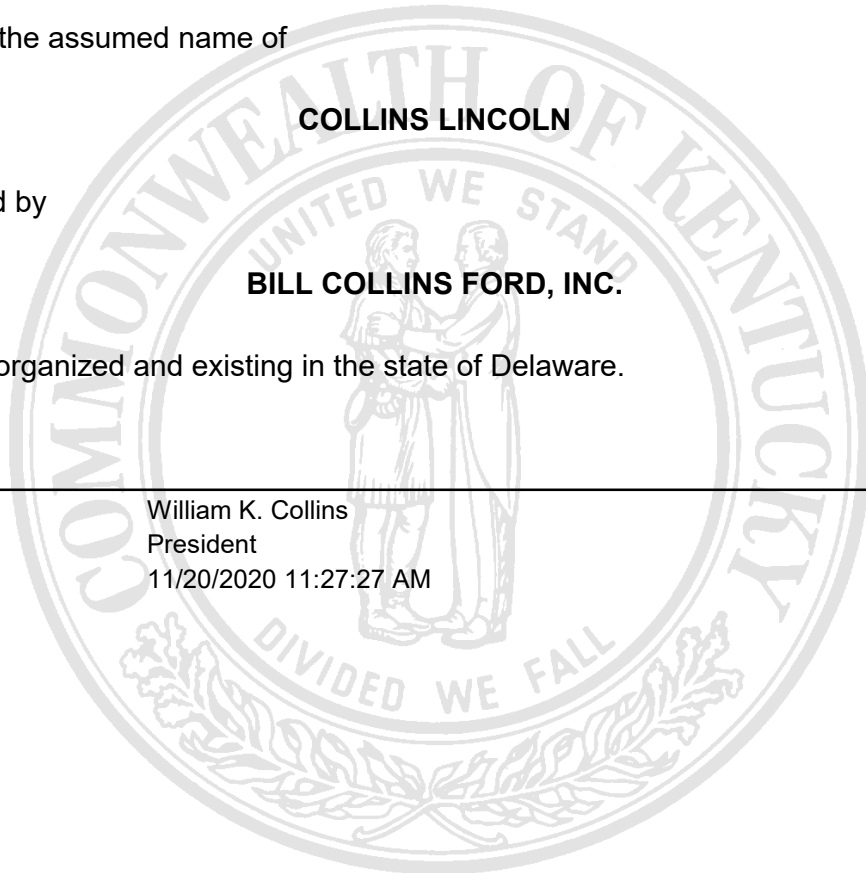 the assumed name of
COLLINS LINCOLN
d by
BILL COLLINS FORD, INC.
organized and existing in the state of Delaware.
William K. Collins
President
11/20/2020 11:27:27 AM
COMMONWEALTH OF KENTUCKY
UNITED WE STAND
DIVIDED WE FALL